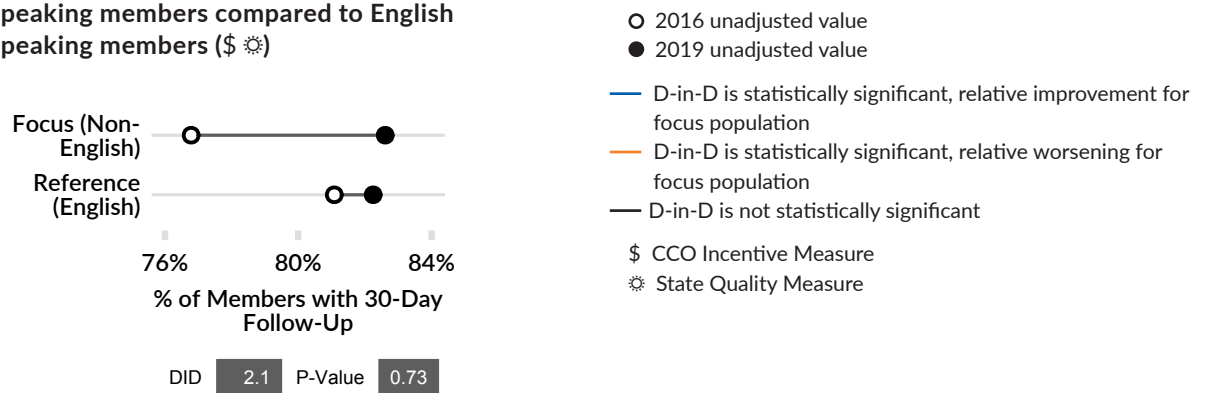 peaking members compared to English
peaking members ($ ☼)
Focus (Non-
English)
Reference
(English)
76% 80% 84%
% of Members with 30-Day
Follow-Up
DID 2.1 P-Value 0.73
2016 unadjusted value
2019 unadjusted value
D-in-D is statistically significant, relative improvement for
focus population
D-in-D is statistically significant, relative worsening for
focus population
D-in-D is not statistically significant
$ CCO Incentive Measure
☼ State Quality Measure